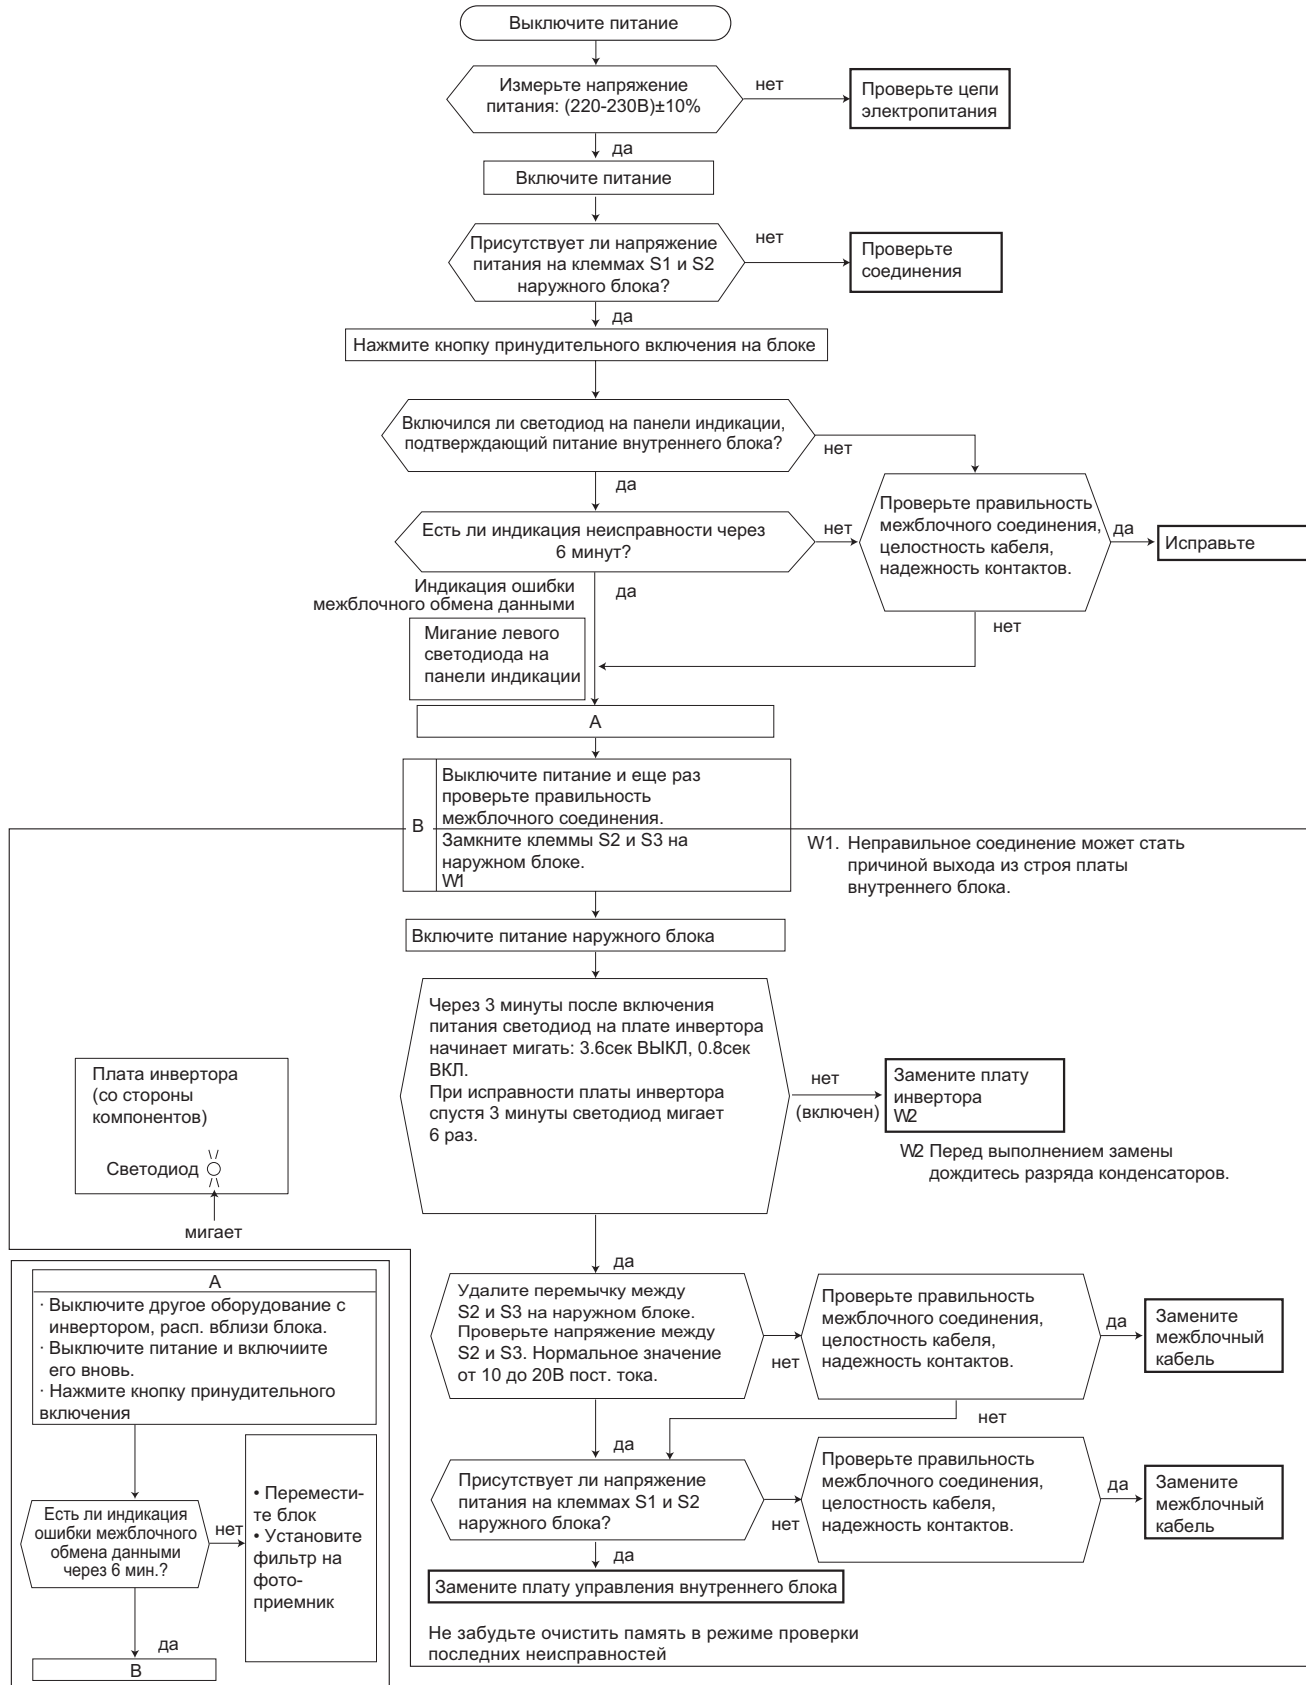 Выключите питание
Измерьте напряжение
питания: (220-230В)±10%
нет
Проверьте цепи
электропитания
да
Включите питание
Присутствует ли напряжение
питания на клеммах S1 и S2
наружного блока?
нет
Проверьте
соединения
да
Нажмите кнопку принудительного включения на блоке
Включился ли светодиод на панели индикации,
подтверждающий питание внутреннего блока?
нет
да
Проверьте правильность
межблочного соединения,
целостность кабеля,
надежность контактов.
да
Исправьте
Есть ли индикация неисправности через
6 минут?
нет
Индикация ошибки
межблочного обмена данными
да
нет
Мигание левого
светодиода на
панели индикации
A
B
Выключите питание и еще раз
проверьте правильность
межблочного соединения.
Замкните клеммы S2 и S3 на
наружном блоке.
W1
W1. Неправильное соединение может стать
причиной выхода из строя платы
внутреннего блока.
Включите питание наружного блока
Через 3 минуты после включения
питания светодиод на плате инвертора
начинает мигать: 3.6сек ВЫКЛ, 0.8сек
ВКЛ.
При исправности платы инвертора
спустя 3 минуты светодиод мигает
6 раз.
нет
(включен)
Замените плату
инвертора
W2
W2 Перед выполнением замены
дождитесь разряда конденсаторов.
Плата инвертора
(со стороны
компонентов)
Светодиод
мигает
да
Удалите перемычку между
S2 и S3 на наружном блоке.
Проверьте напряжение между
S2 и S3. Нормальное значение
от 10 до 20В пост. тока.
нет
Проверьте правильность
межблочного соединения,
целостность кабеля,
надежность контактов.
да
Замените
межблочный
кабель
нет
да
Присутствует ли напряжение
питания на клеммах S1 и S2
наружного блока?
нет
Проверьте правильность
межблочного соединения,
целостность кабеля,
надежность контактов.
да
Замените
межблочный
кабель
да
Замените плату управления внутреннего блока
Не забудьте очистить память в режиме проверки
последних неисправностей
A
· Выключите другое оборудование с
инвертором, расп. вблизи блока.
· Выключите питание и включиите
его вновь.
· Нажмите кнопку принудительного
включения
Есть ли индикация
ошибки межблочного
обмена данными
через 6 мин.?
нет
• Перемести-
те блок
• Установите
фильтр на
фото-
приемник
да
B